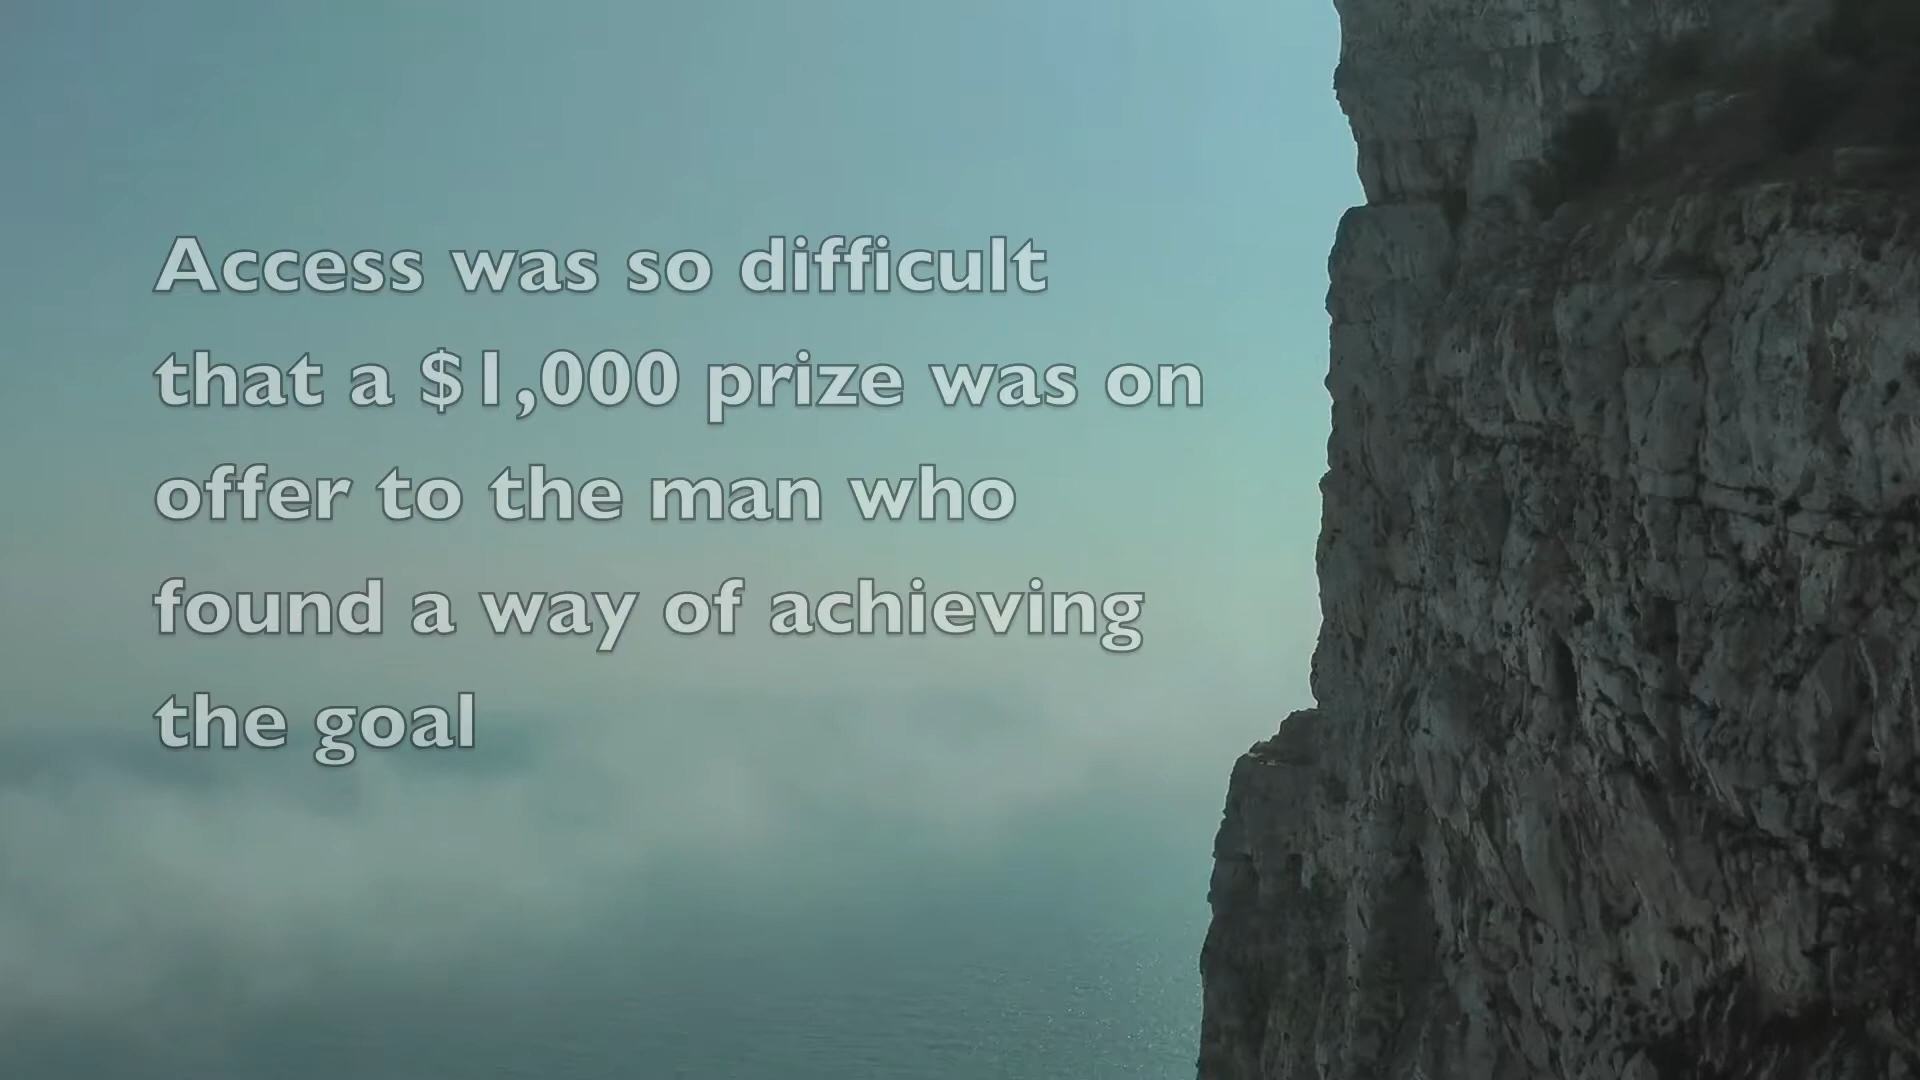 Access was so difficult
that a $1,000 prize was on
offer to the man who
found a way of achieving
the goal